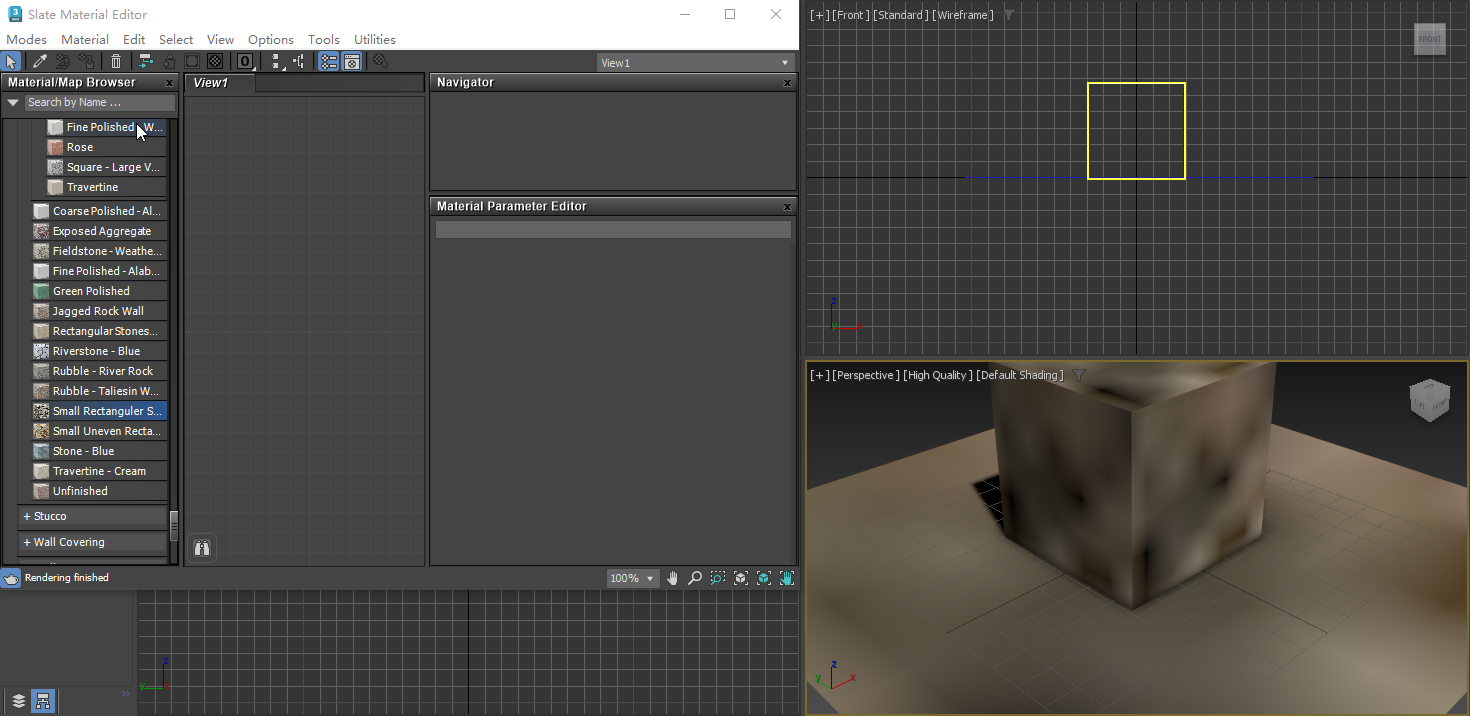 3
Slate Material Editor
Modes Material Edit Select View Options Tools Utilities
0
View1
Material/Map Browser x
View1
Navigator x
Search by Name ...
Fine Polished - W...
Rose
Square - Large V...
Travertine
Coarse Polished - Al...
Exposed Aggregate
Fieldstone - Weathe...
Fine Polished - Alab...
Green Polished
Jagged Rock Wall
Rectangular Stones...
Riverstone - Blue
Rubble - River Rock
Rubble - Taliesin W...
Small Rectanguler S...
Small Uneven Recta...
Stone - Blue
Travertine - Cream
Unfinished
+ Stucco
+ Wall Covering
Material Parameter Editor x
Rendering finished
100%
z
y
[+] [Front ] [Standard ] [Wireframe ]
FRONT
z
x
[+] [Perspective ] [High Quality ] [Default Shading ]
LEFT FRONT
z
y x